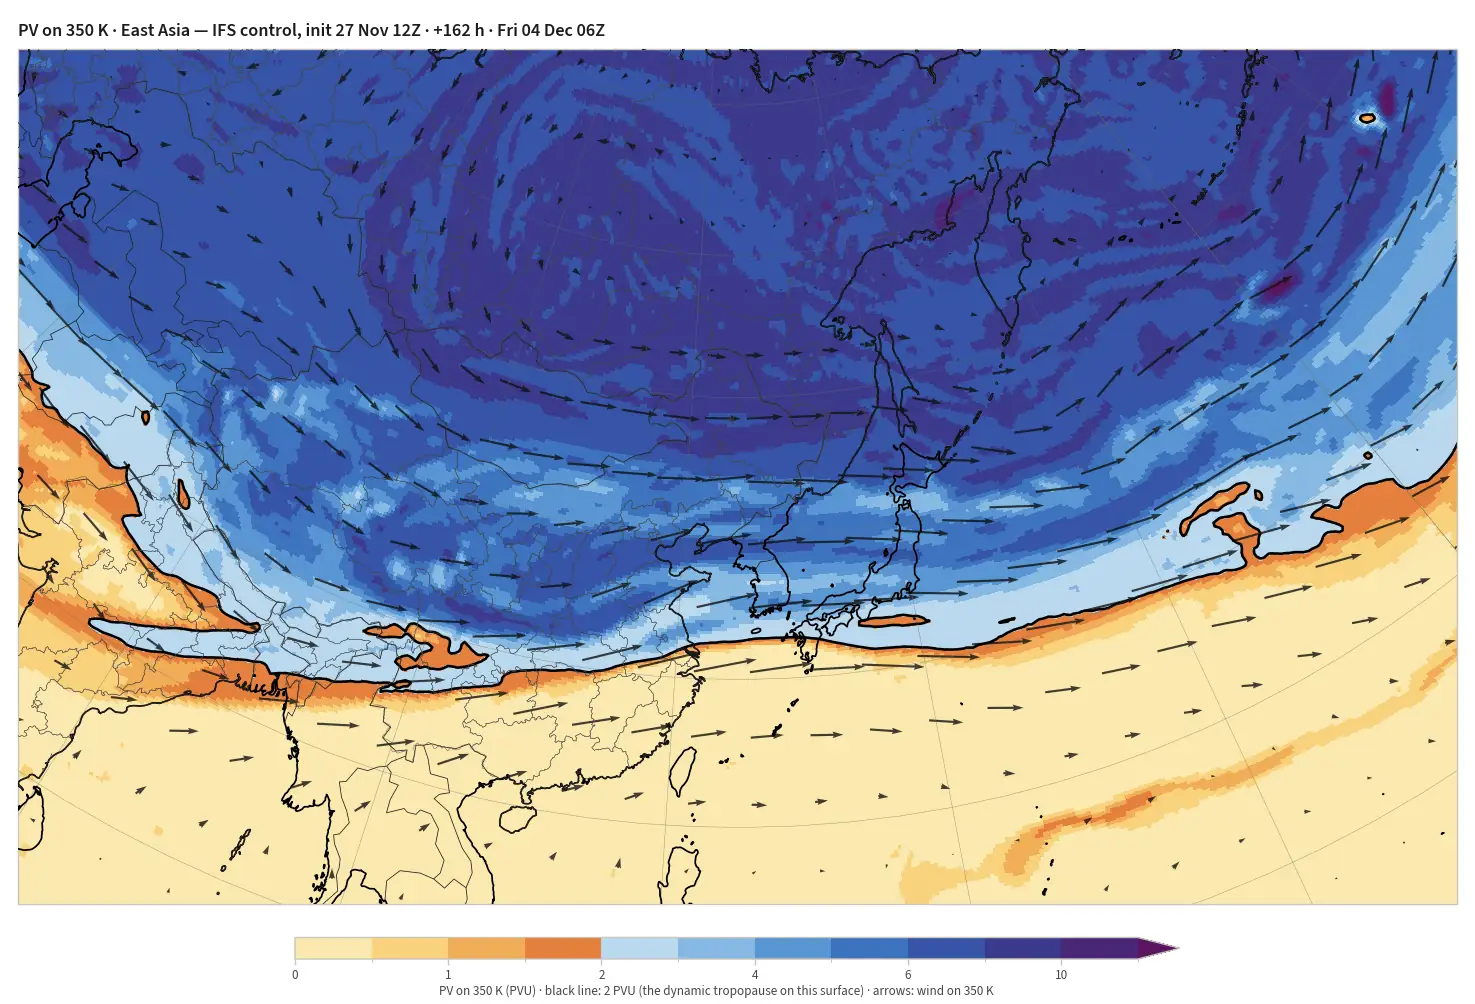 PV on 350 K · East Asia — IFS control, init 27 Nov 12Z · +162 h · Fri 04 Dec 06Z
0 1 2 4 6 10
PV on 350 K (PVU) · black line: 2 PVU (the dynamic tropopause on this surface) · arrows: wind on 350 K